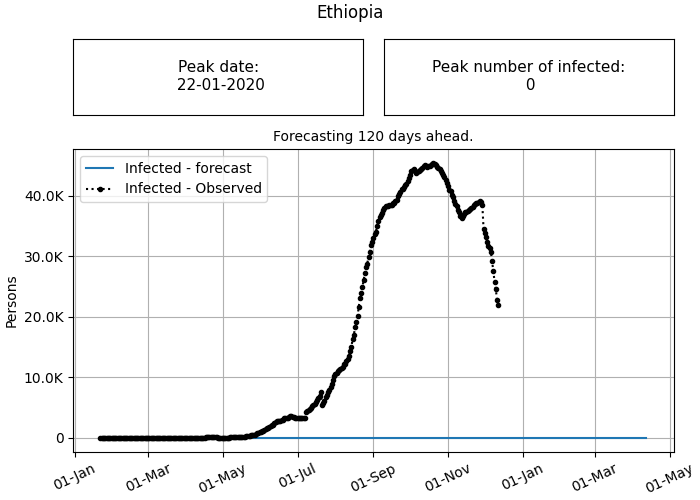 Ethiopia
Peak date:
22-01-2020
Peak number of infected:
0
Forecasting 120 days ahead.
Infected - forecast
Infected - Observed
Persons
40.0K
30.0K
20.0K
10.0K
0
01-Jan
01-Mar
01-May
01-Jul
01-Sep
01-Nov
01-Jan
01-Mar
01-May